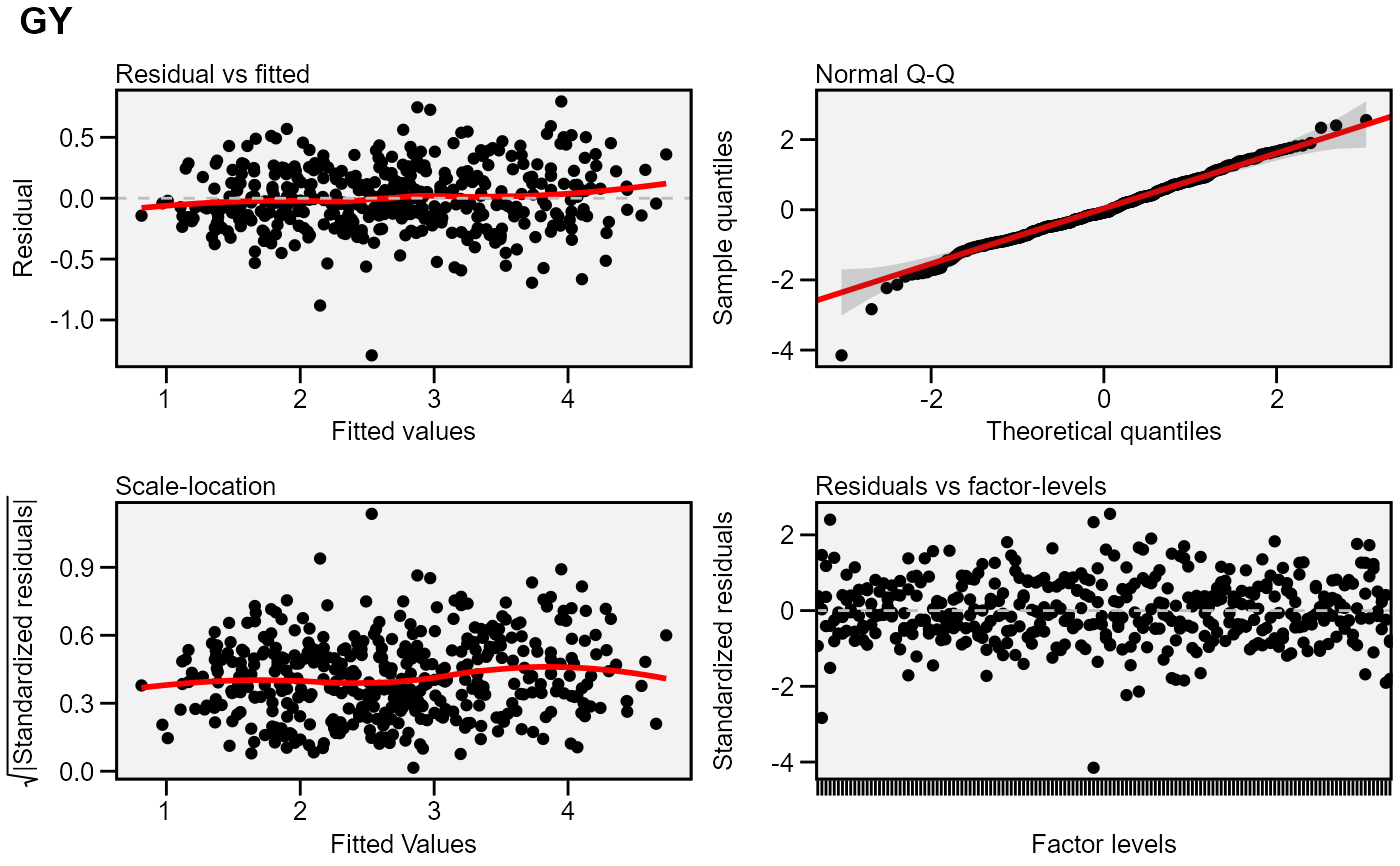 GY
Residual vs fitted
Residual
0.5
0.0
-0.5
-1.0
1 2 3 4
Fitted values
Normal Q-Q
Sample quantiles
2
0
-2
-4
-2 0 2
Theoretical quantiles
Scale-location
√|Standardized residuals|
0.9
0.6
0.3
0.0
1 2 3 4
Fitted Values
Residuals vs factor-levels
Standardized residuals
2
0
-2
-4
Factor levels